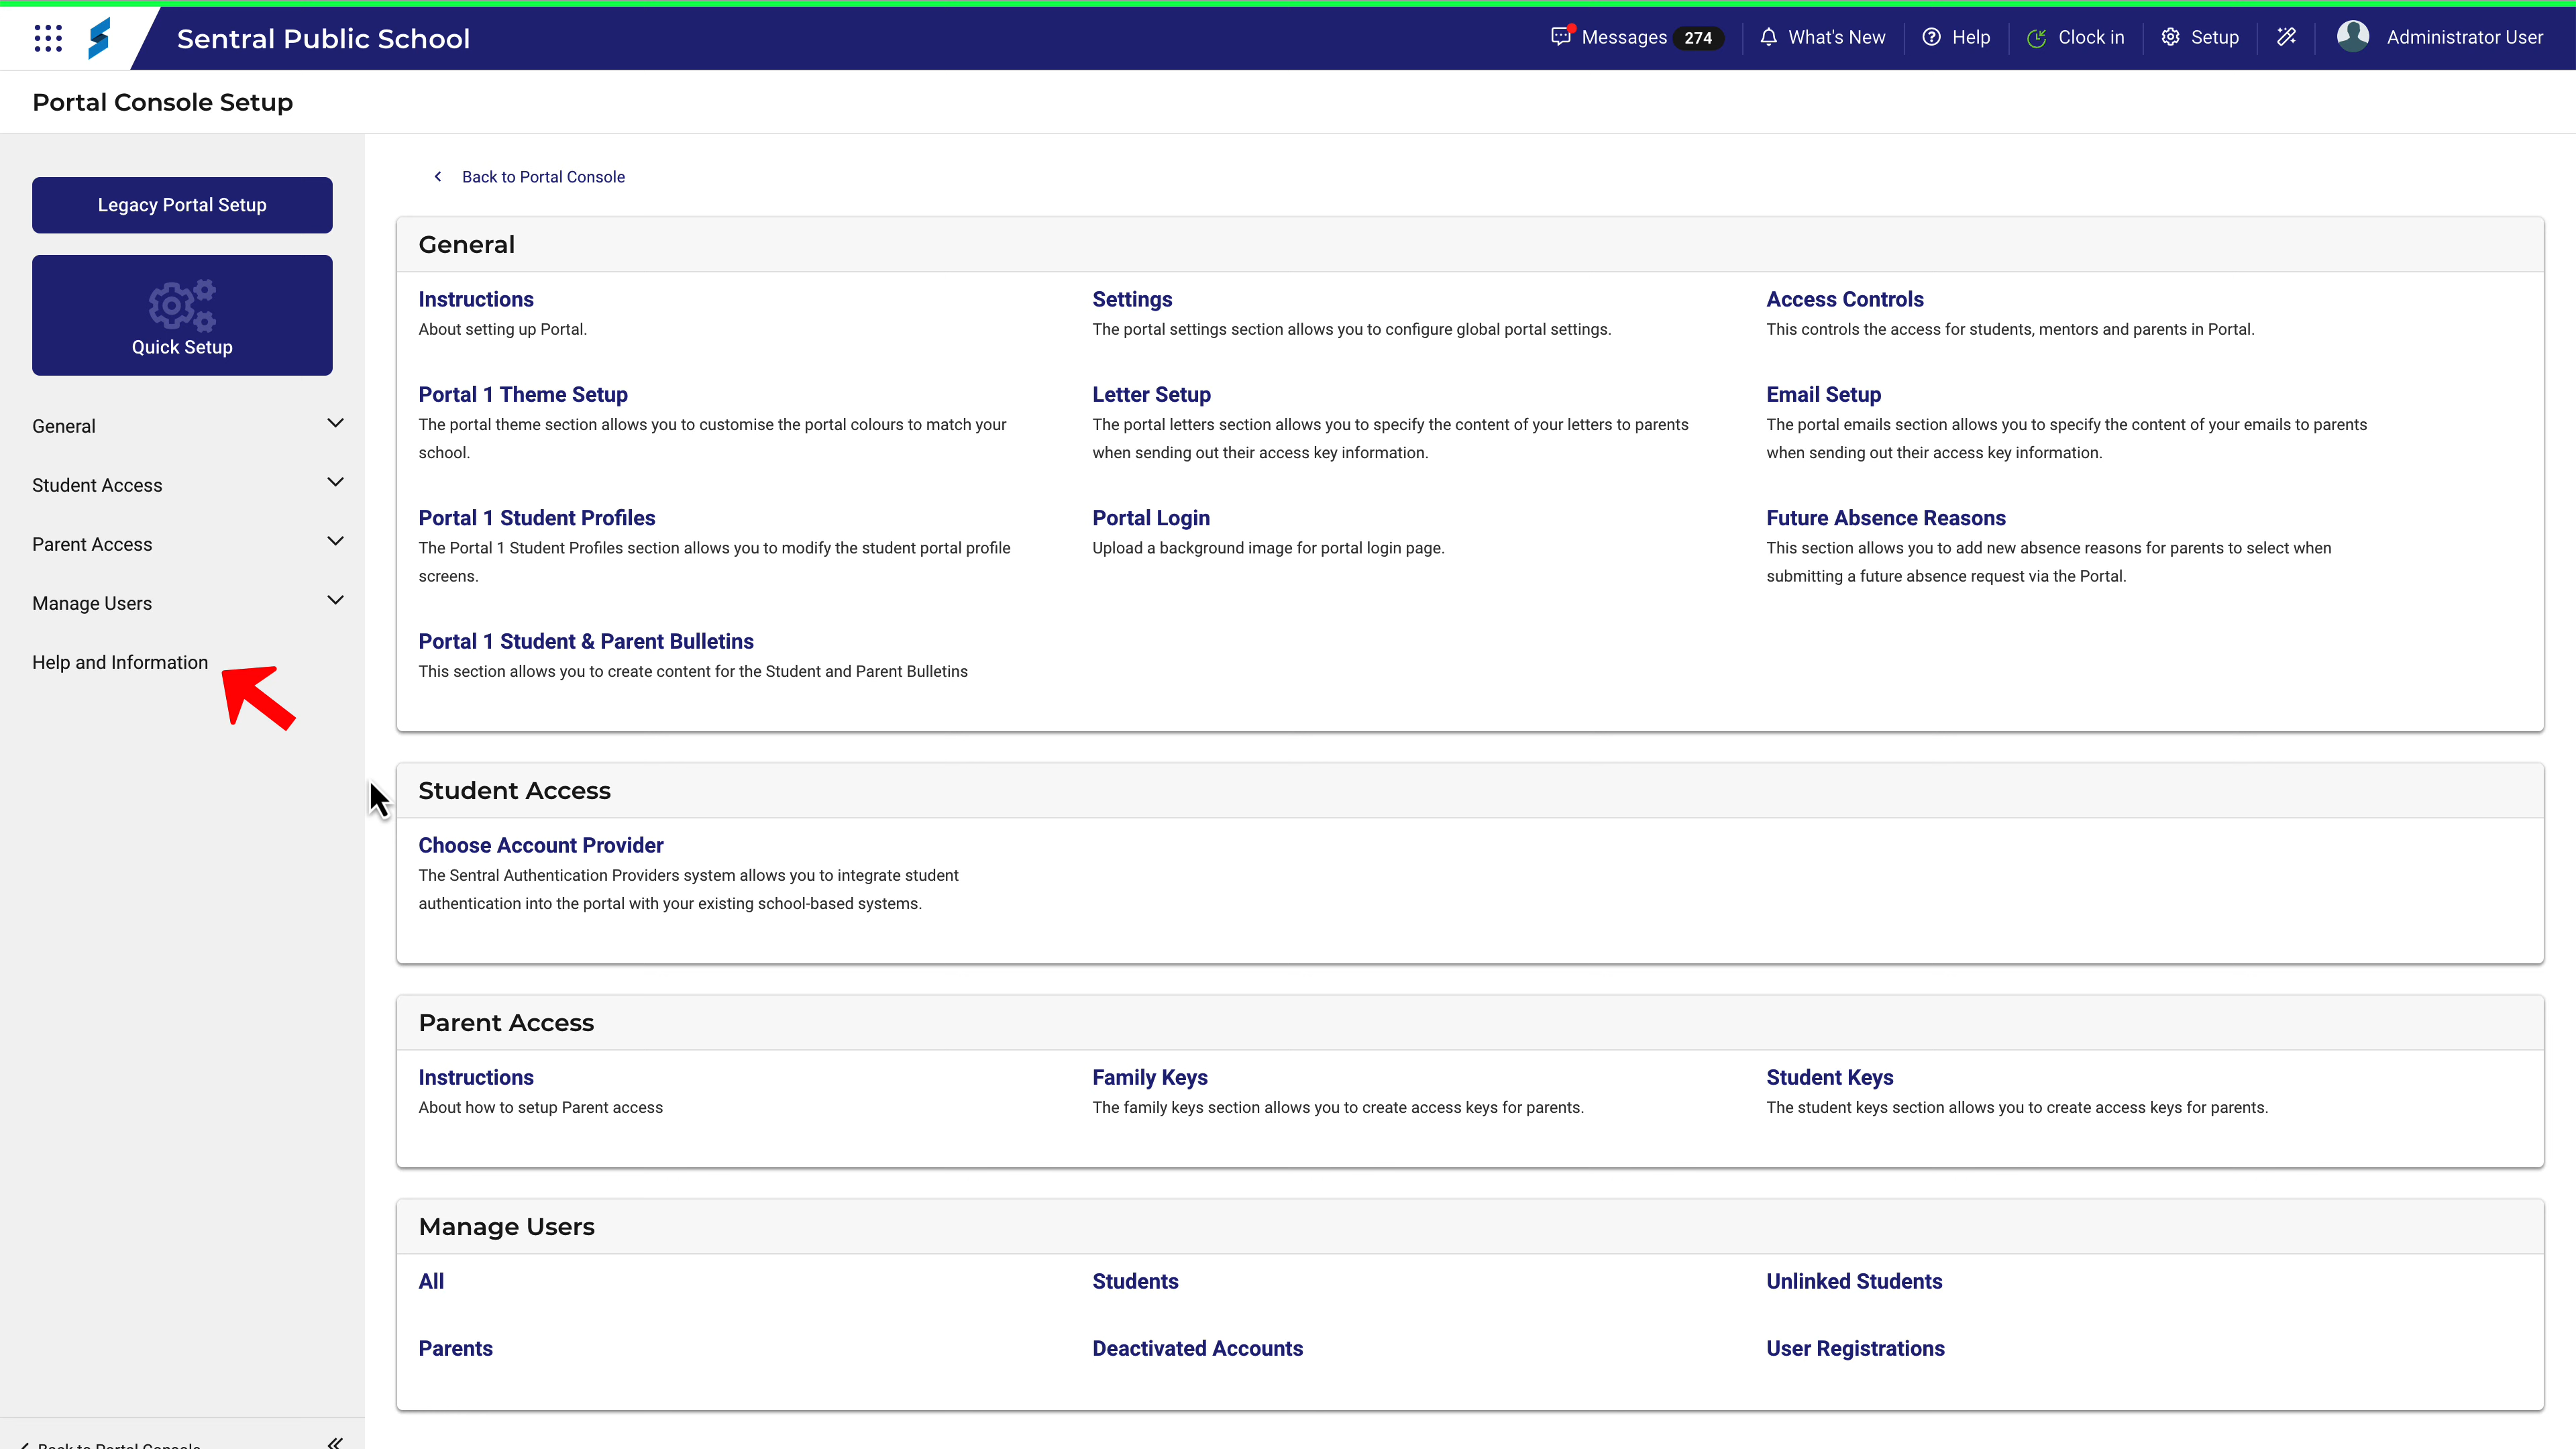 Sentral Public School
Messages 274
What's New
Help
Clock in
Setup
Administrator User
Portal Console Setup
Legacy Portal Setup
Quick Setup
General
Student Access
Parent Access
Manage Users
Help and Information
Back to Portal Console
Back to Portal Console
General
Instructions
About setting up Portal.
Settings
The portal settings section allows you to configure global portal settings.
Access Controls
This controls the access for students, mentors and parents in Portal.
Portal 1 Theme Setup
The portal theme section allows you to customise the portal colours to match your
school.
Letter Setup
The portal letters section allows you to specify the content of your letters to parents
when sending out their access key information.
Email Setup
The portal emails section allows you to specify the content of your emails to parents
when sending out their access key information.
Portal 1 Student Profiles
The Portal 1 Student Profiles section allows you to modify the student portal profile
screens.
Portal Login
Upload a background image for portal login page.
Future Absence Reasons
This section allows you to add new absence reasons for parents to select when
submitting a future absence request via the Portal.
Portal 1 Student & Parent Bulletins
This section allows you to create content for the Student and Parent Bulletins
Student Access
Choose Account Provider
The Sentral Authentication Providers system allows you to integrate student
authentication into the portal with your existing school-based systems.
Parent Access
Instructions
About how to setup Parent access
Family Keys
The family keys section allows you to create access keys for parents.
Student Keys
The student keys section allows you to create access keys for parents.
Manage Users
All
Students
Unlinked Students
Parents
Deactivated Accounts
User Registrations